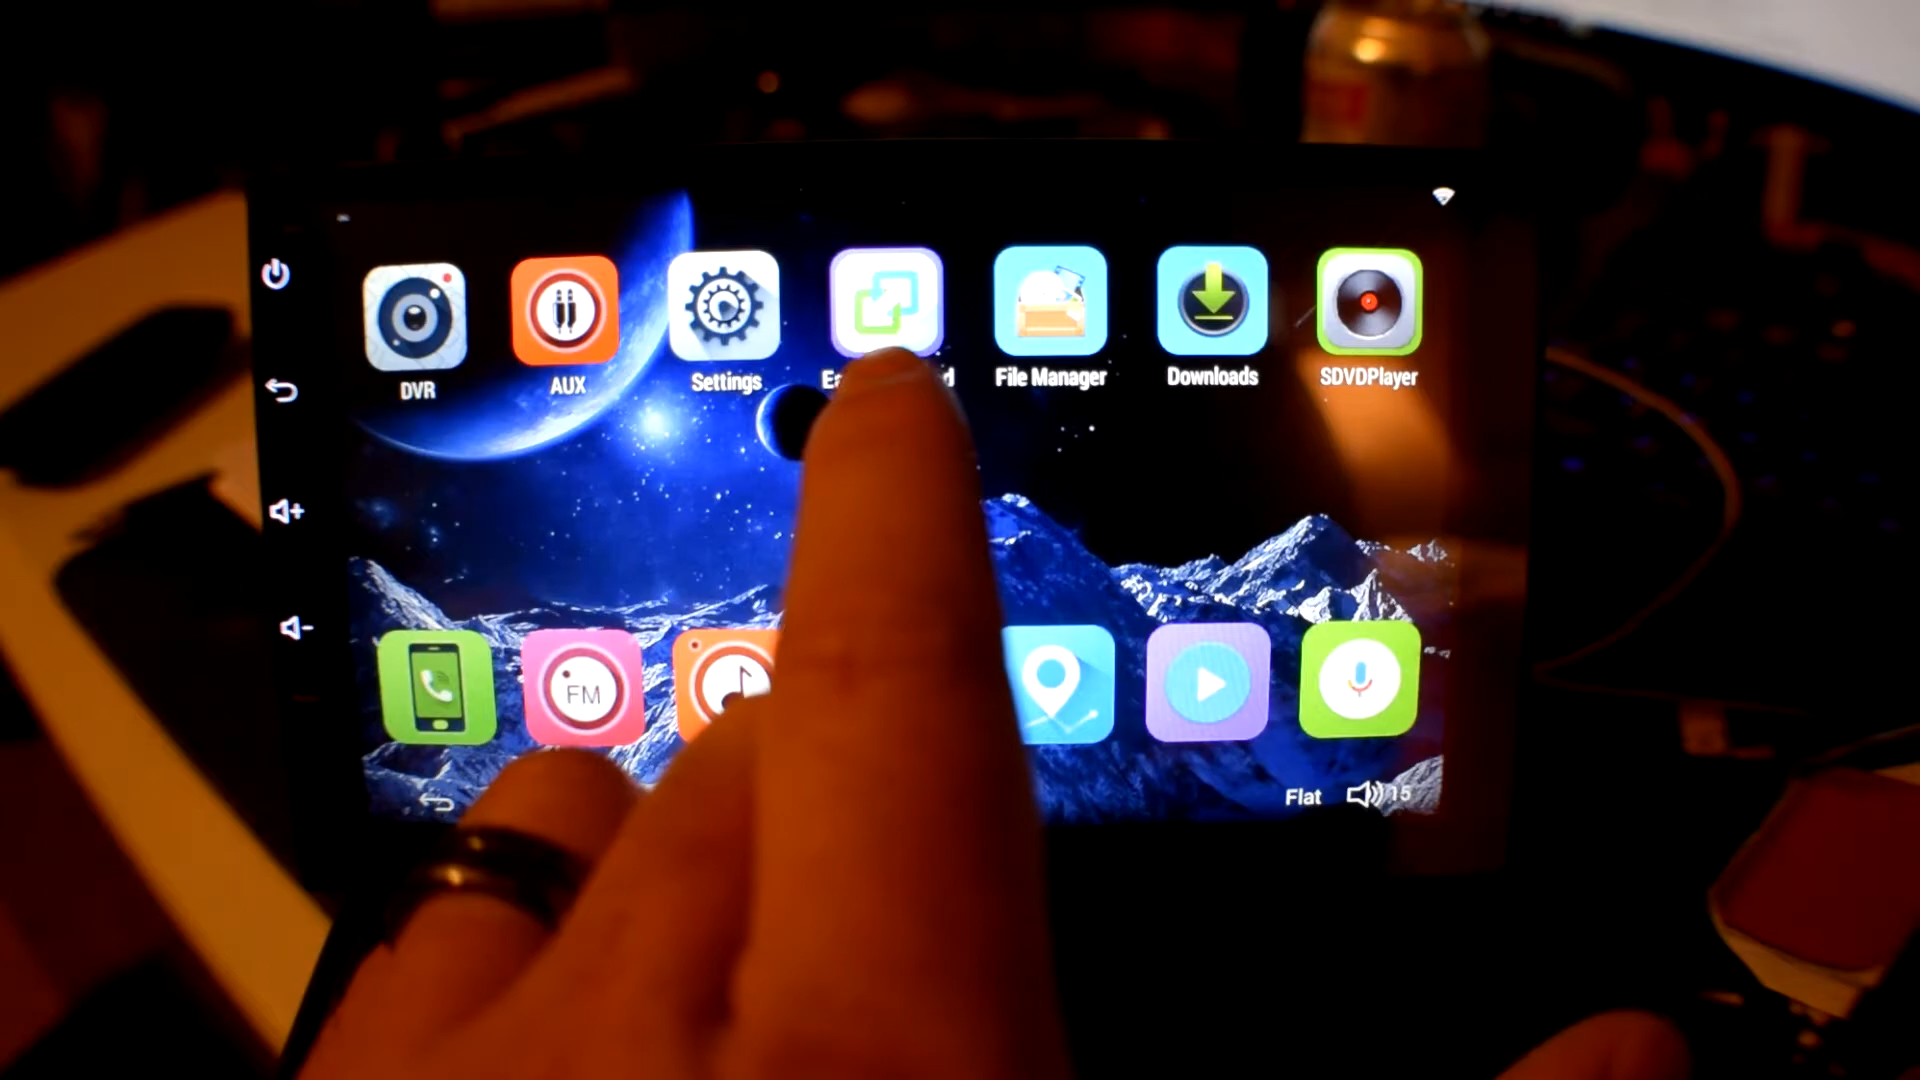 DVR
AUX
Settings
File Manager
Downloads
SDVDPlayer
FM
Flat
15